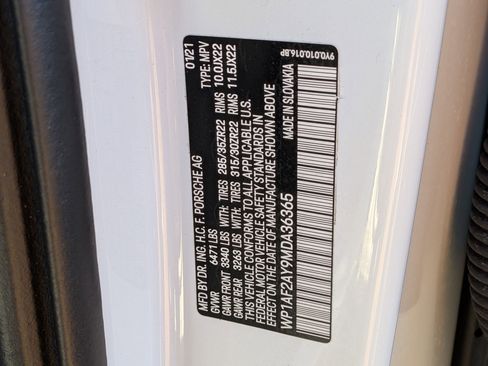 MFD BY DR. ING. H.C. F. PORSCHE AG 01/21
GVWR 6471 LBS TYPE: MPV
GAWR FRONT 3340 LBS WITH: TIRES 285/35ZR22 RIMS 10.0JX22
GAWR REAR 3263 LBS WITH: TIRES 315/30ZR22 RIMS 11.5JX22
THIS VEHICLE CONFORMS TO ALL APPLICABLE U.S.
FEDERAL MOTOR VEHICLE SAFETY STANDARDS IN
EFFECT ON THE DATE OF MANUFACTURE SHOWN ABOVE
WP1AF2AY9MDA36365 MADE IN SLOVAKIA
9Y0.010.016.BP